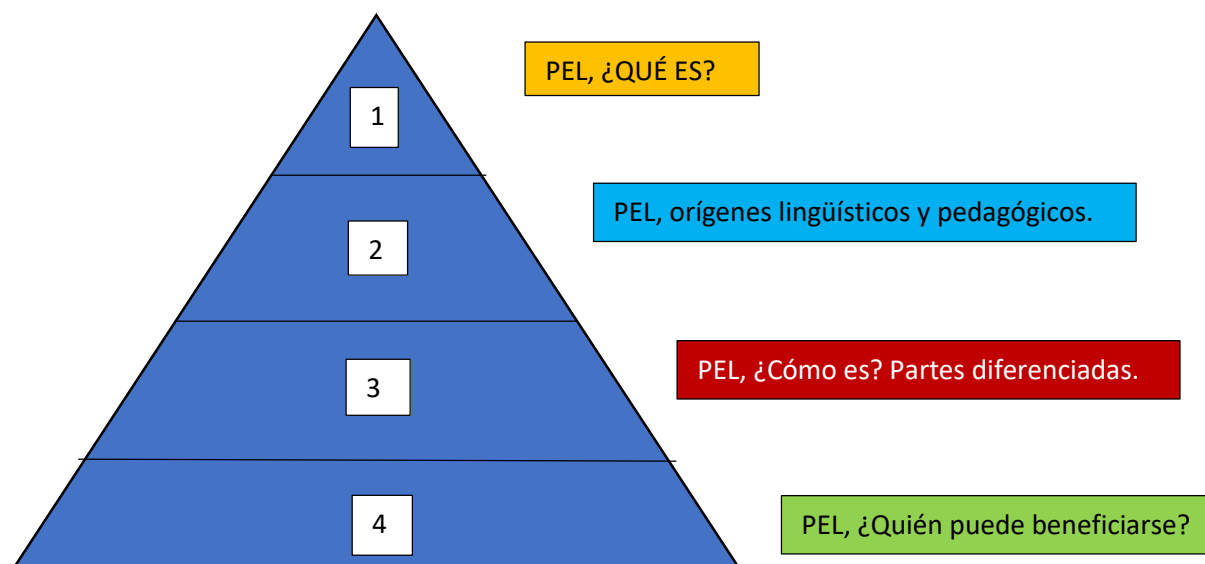 PEL, ¿QUÉ ES?
1
PEL, orígenes lingüísticos y pedagógicos.
2
PEL, ¿Cómo es? Partes diferenciadas.
3
PEL, ¿Quién puede beneficiarse?
4